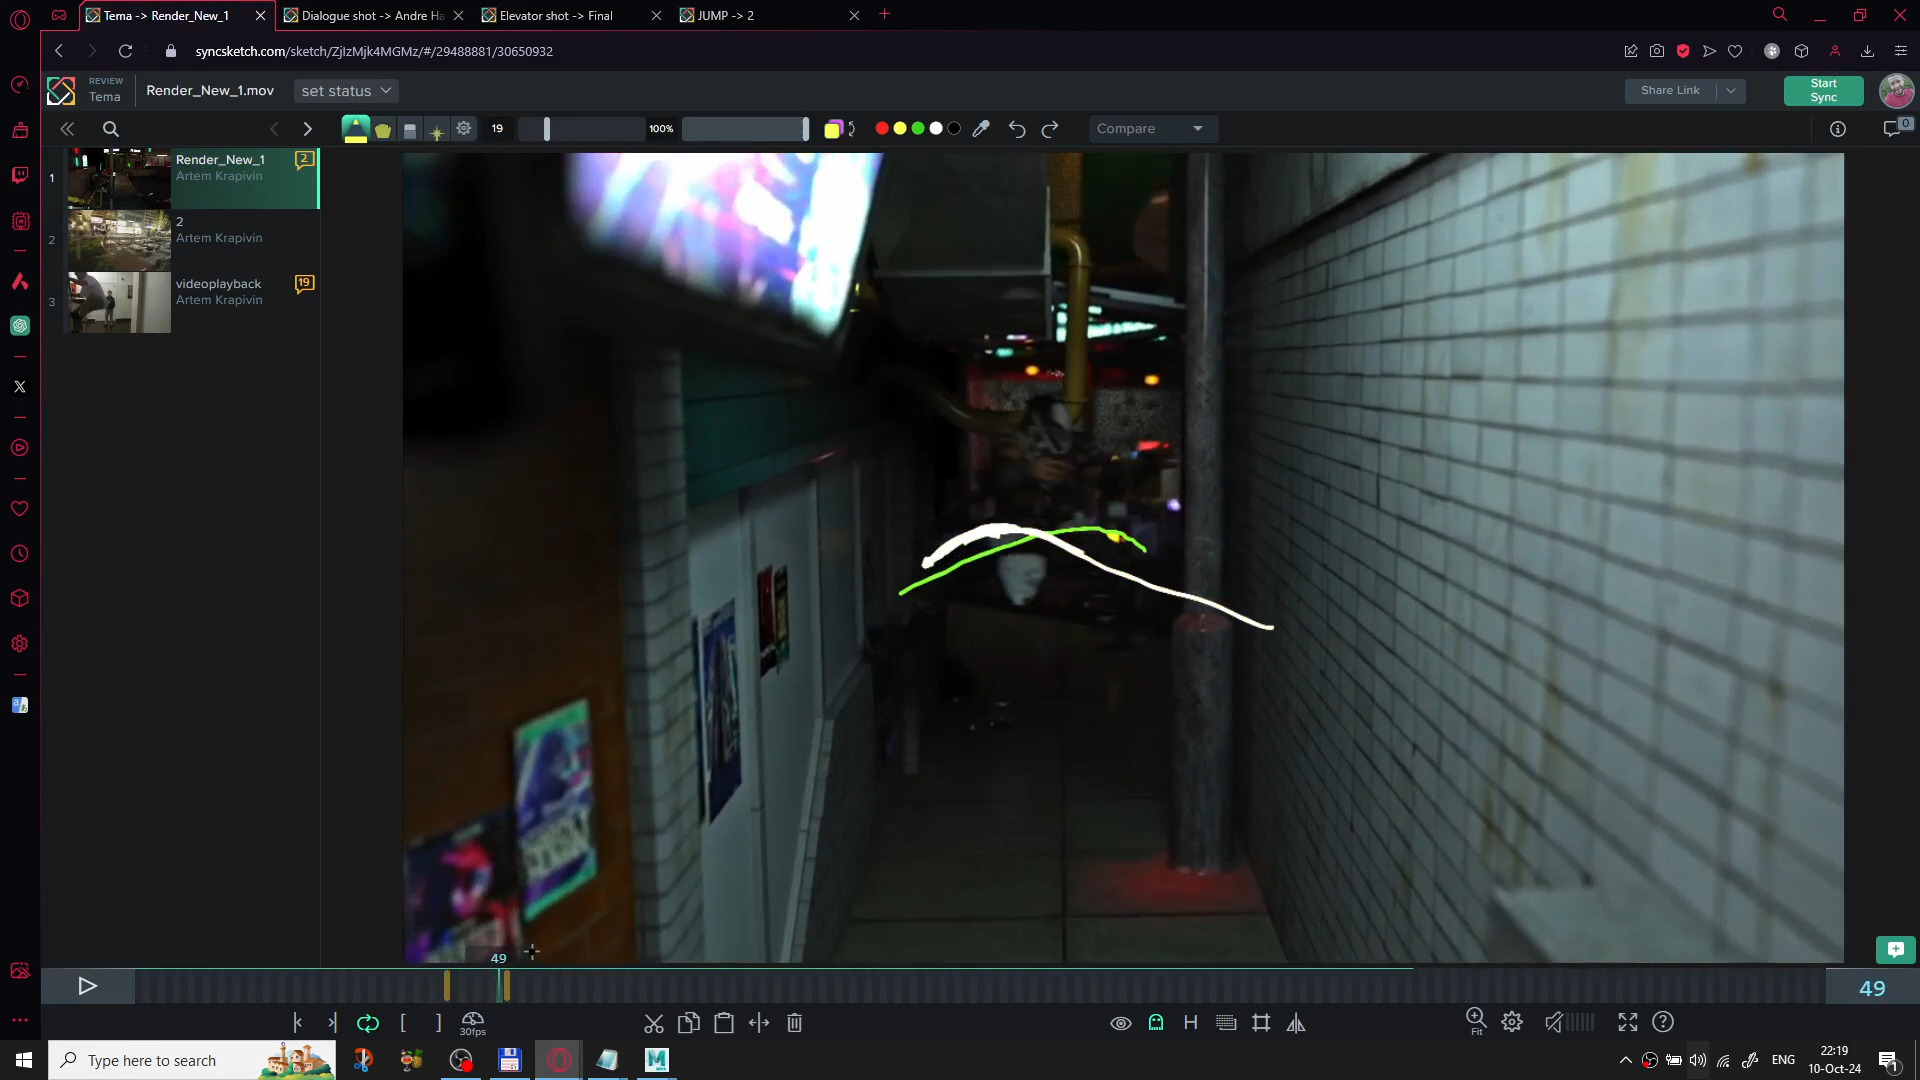 Tema -> Render_New_1
Dialogue shot -> Andre Ha
Elevator shot -> Final
JUMP -> 2
syncsketch.com/sketch/ZjIzMjk4MGMz/#/29488881/30650932
REVIEW
Tema
Render_New_1.mov
set status
Share Link
Start
Sync
19
100%
Compare
0
1
Render_New_1
Artem Krapivin
2
2
2
Artem Krapivin
3
videoplayback
Artem Krapivin
19
49
49
30fps
H
Fit
Type here to search
ENG
22:19
10-Oct-24
1